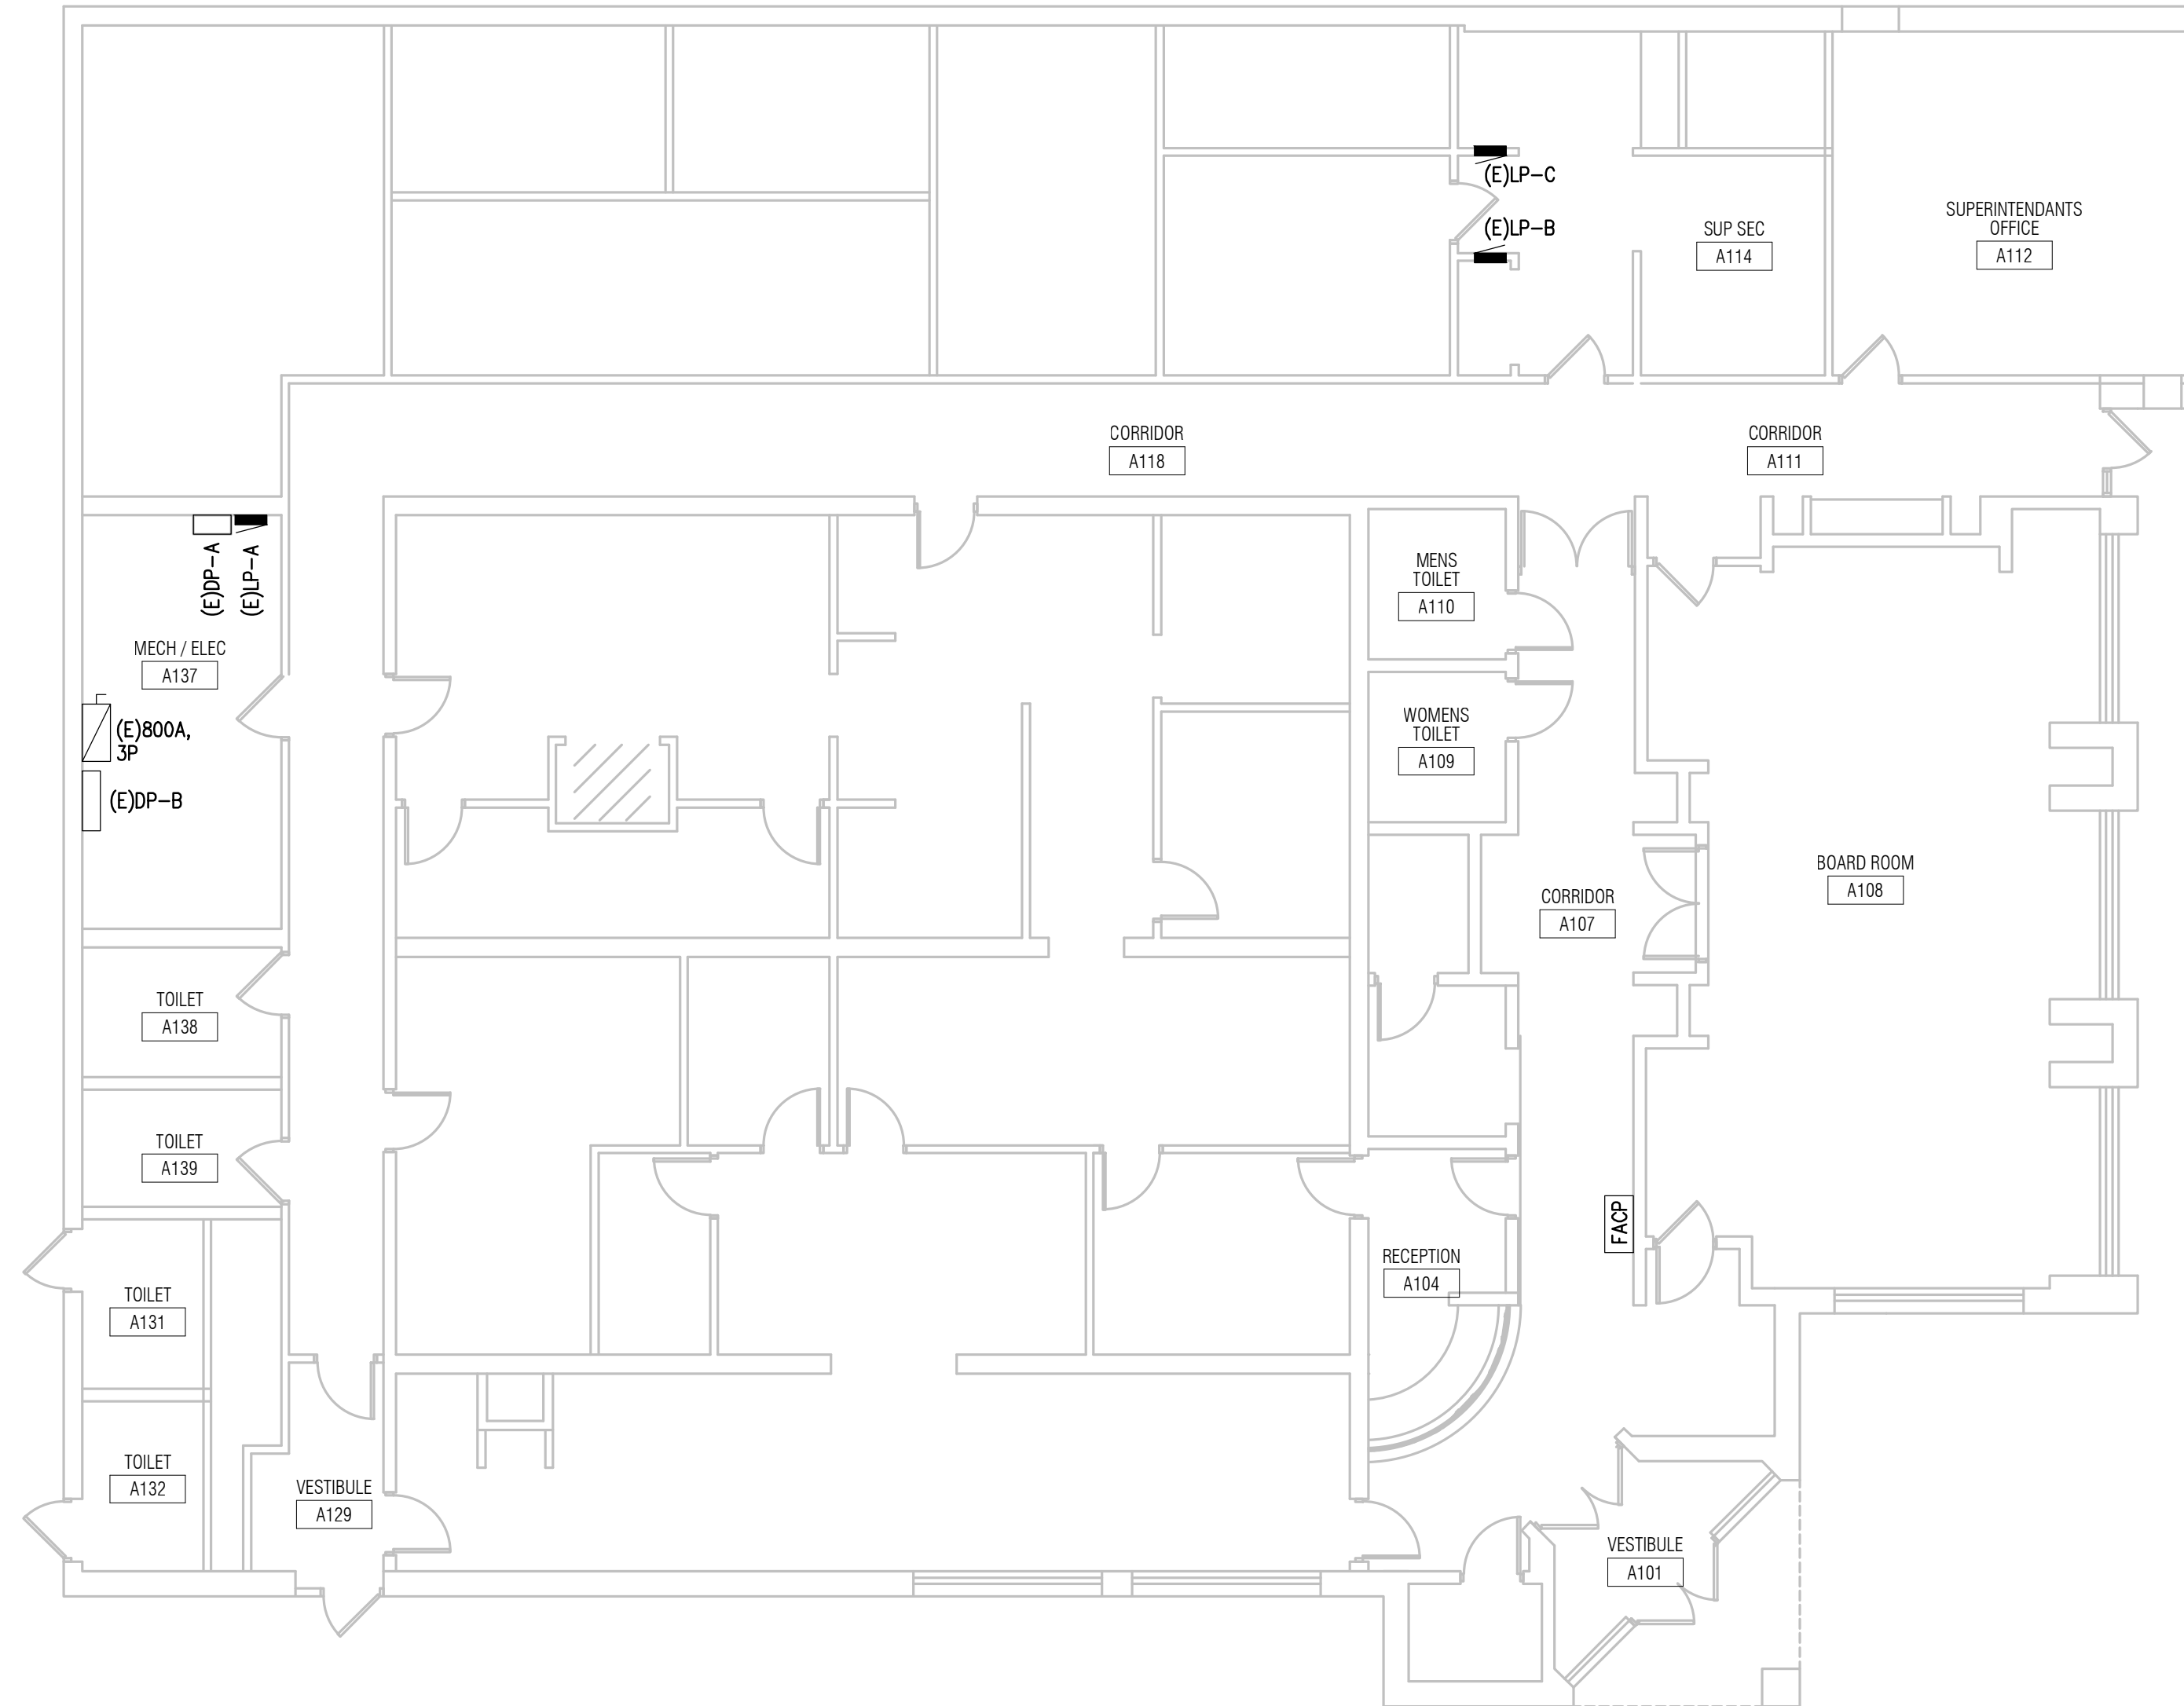 (E)LP-C
(E)LP-B
SUP SEC
A114
SUPERINTENDANTS
OFFICE
A112
CORRIDOR
A118
CORRIDOR
A111
(E)DP-A
(E)LP-A
MECH / ELEC
A137
(E)800A,
3P
(E)DP-B
MENS
TOILET
A110
WOMENS
TOILET
A109
BOARD ROOM
A108
CORRIDOR
A107
TOILET
A138
TOILET
A139
FACP
RECEPTION
A104
TOILET
A131
TOILET
A132
VESTIBULE
A129
VESTIBULE
A101